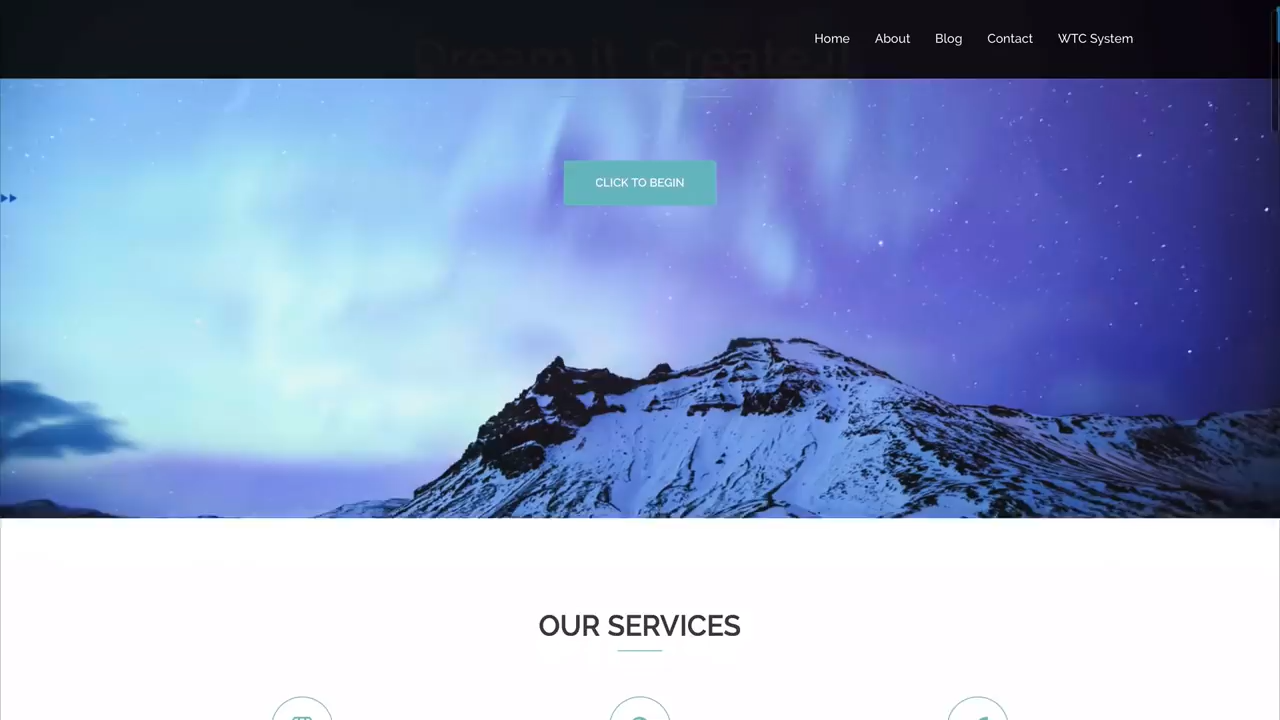 Home About Blog Contact WTC System
Dream it. Create it
CLICK TO BEGIN
OUR SERVICES